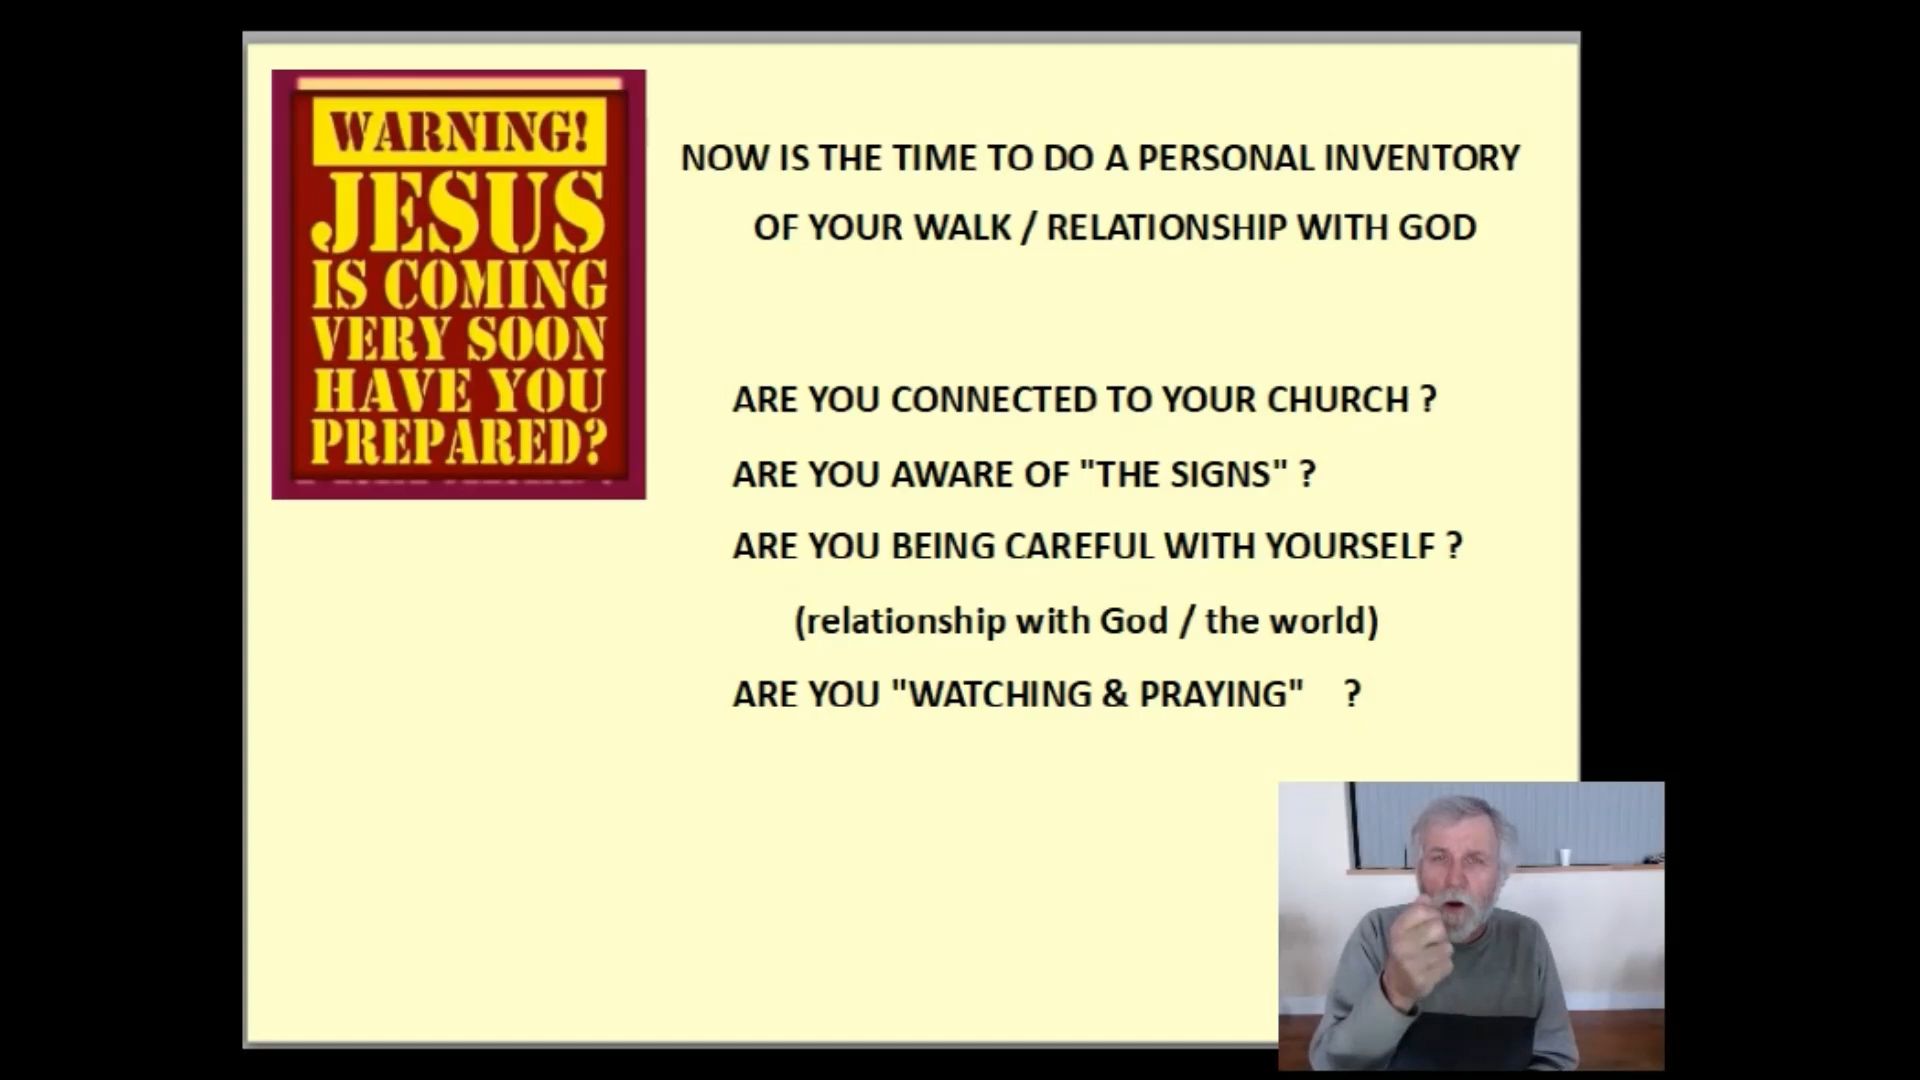 WARNING!
JESUS
IS COMING
VERY SOON
HAVE YOU
PREPARED?
NOW IS THE TIME TO DO A PERSONAL INVENTORY
OF YOUR WALK / RELATIONSHIP WITH GOD
ARE YOU CONNECTED TO YOUR CHURCH ?
ARE YOU AWARE OF "THE SIGNS" ?
ARE YOU BEING CAREFUL WITH YOURSELF ?
(relationship with God / the world)
ARE YOU "WATCHING & PRAYING" ?